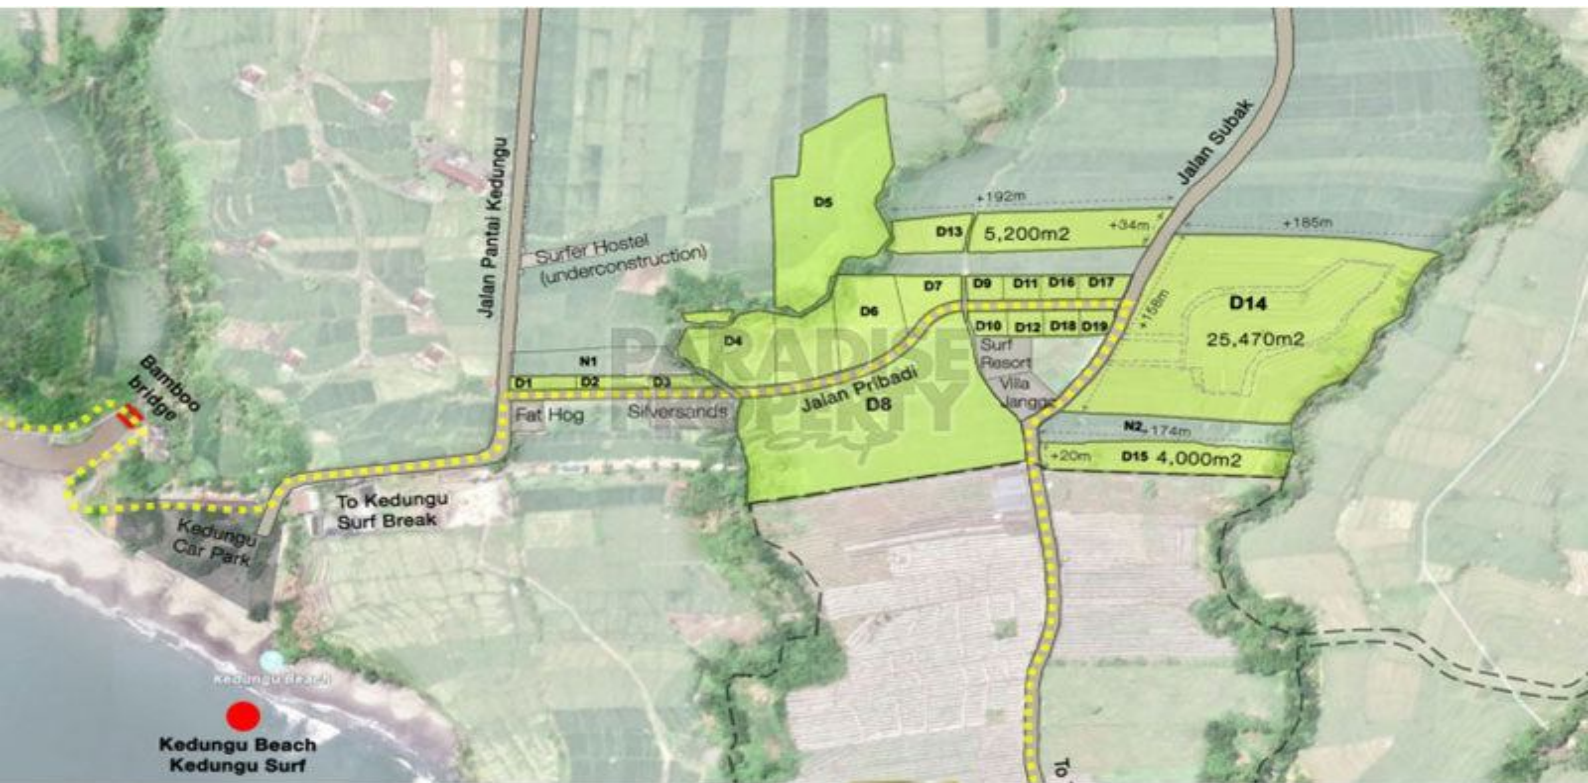 Jalan Pantai Kedungu
Jalan Subak
D5
+192m
D13
5,200m2
+34m
+185m
Surfer Hostel
(underconstruction)
D7
D9
D11
D16
D17
D6
D14
25,470m2
+158m
D4
D10
D12
D18
D19
Surf
Resort
Villa
N1
D1
D2
D3
Jalan Pribadi
D8
Fat Hog
Silversands
N2
+174m
+20m
D15
4,000m2
Bamboo
bridge
To Kedungu
Surf Break
Kedungu
Car Park
Kedungu Beach
Kedungu Beach
Kedungu Surf
To
PARADISE
PROPERTY